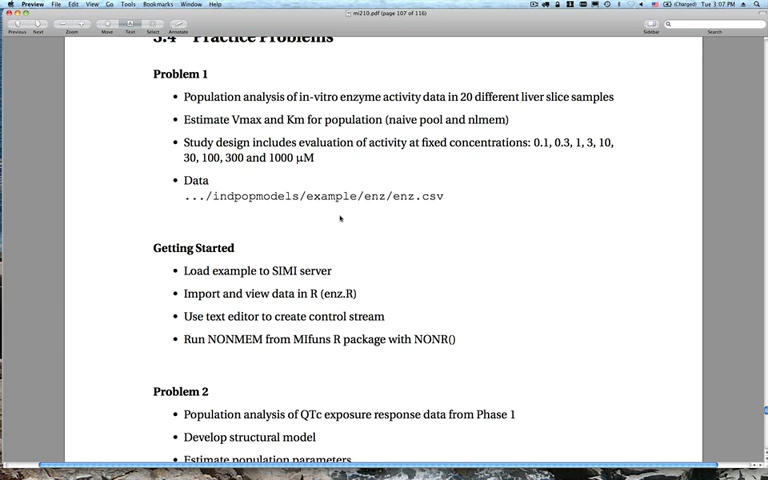 Preview File Edit View Go Tools Bookmarks Window Help
(Charged) Tue 3:07 PM
mi210.pdf (page 107 of 116)
Previous Next Zoom Move Text Select Annotate Sidebar Search
3.4 Practice Problems
Problem 1
• Population analysis of in-vitro enzyme activity data in 20 different liver slice samples
• Estimate Vmax and Km for population (naive pool and nlmem)
• Study design includes evaluation of activity at fixed concentrations: 0.1, 0.3, 1, 3, 10,
30, 100, 300 and 1000 µM
• Data
.../indpopmodels/example/enz/enz.csv
Getting Started
• Load example to SIMI server
• Import and view data in R (enz.R)
• Use text editor to create control stream
• Run NONMEM from MIfuns R package with NONR()
Problem 2
• Population analysis of QTc exposure response data from Phase 1
• Develop structural model
• Estimate population parameters